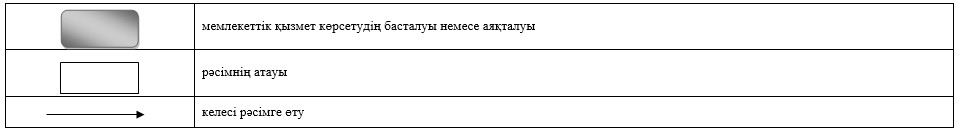 мемлекеттік қызмет көрсетудің басталуы немесе аяқталуы
рәсімнің атауы
келесі рәсімге өту